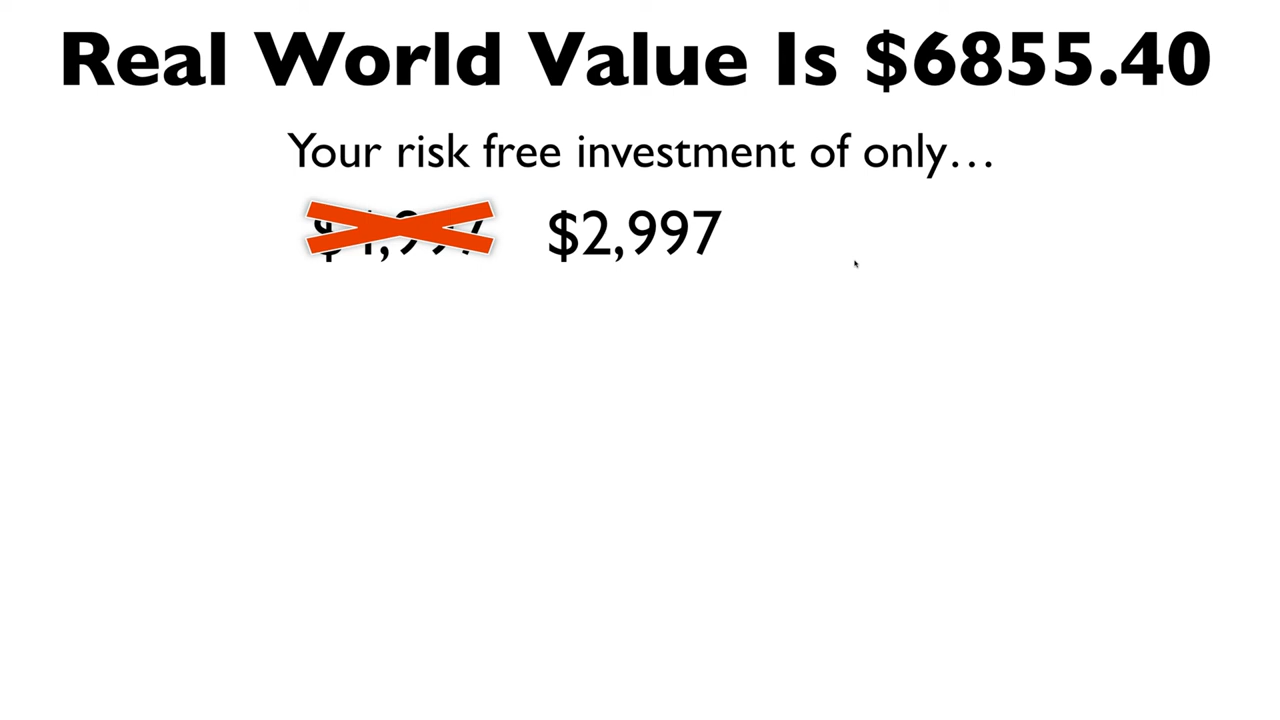 Real World Value Is $6855.40
Your risk free investment of only…
$2,997